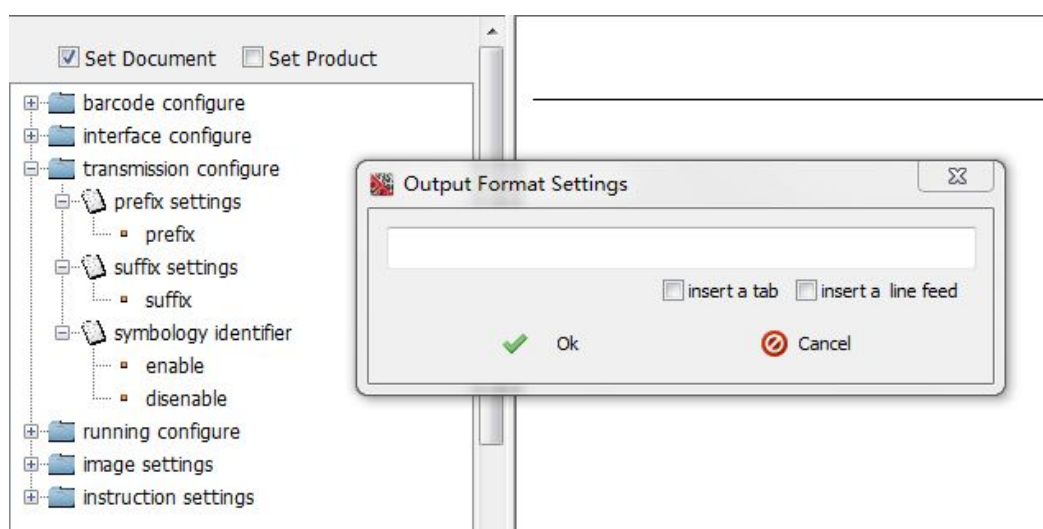 Set Document Set Product
barcode configure
interface configure
transmission configure
prefix settings
prefix
suffix settings
suffix
symbology identifier
enable
disenable
running configure
image settings
instruction settings
Output Format Settings
insert a tab insert a line feed
Ok Cancel